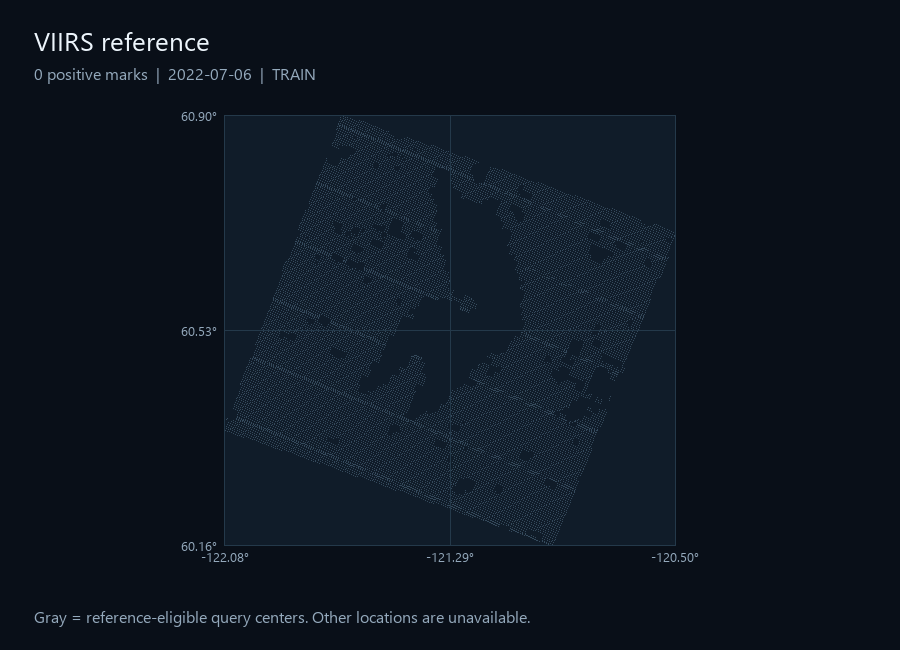 VIIRS reference
0 positive marks | 2022-07-06 | TRAIN
60.90°
60.53°
60.16°
-122.08°
-121.29°
-120.50°
Gray = reference-eligible query centers. Other locations are unavailable.